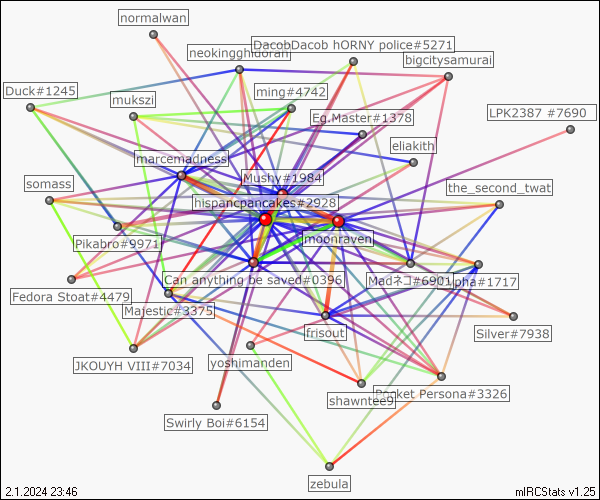 normalwan
neokingghidorah
DacobDacob hORNY police#5271
bigcitysamurai
Duck#1245
mukszi
ming#4742
Eg.Master#1378
LPK2387 #7690
marcemadness
eliakith
Mushy#1984
somass
hispancpancakes#2928
the_second_twat
Pikabro#9971
moonraven
Can anything be saved#0396
Madネコ#6901
lpha#1717
Fedora Stoat#4479
Majestic#3375
frisout
Silver#7938
JKOUYH VIII#7034
yoshimanden
shawntee9
Pocket Persona#3326
Swirly Boi#6154
zebula
2.1.2024 23:46
mIRCStats v1.25